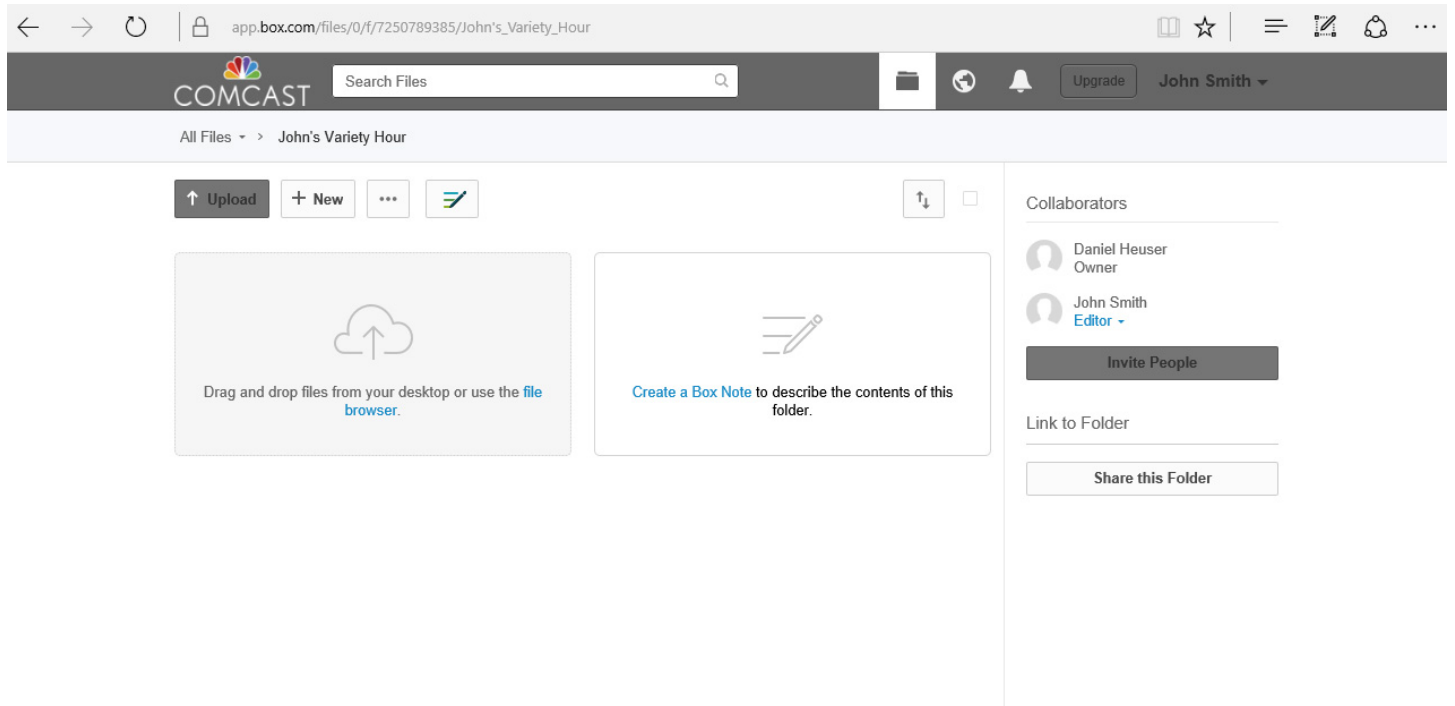 app.box.com/files/0/f/7250789385/John's_Variety_Hour
COMCAST
Search Files
Upgrade
John Smith
All Files > John's Variety Hour
Upload
+ New
Collaborators
Daniel Heuser
Owner
John Smith
Editor
Invite People
Drag and drop files from your desktop or use the file
browser.
Create a Box Note to describe the contents of this
folder.
Link to Folder
Share this Folder